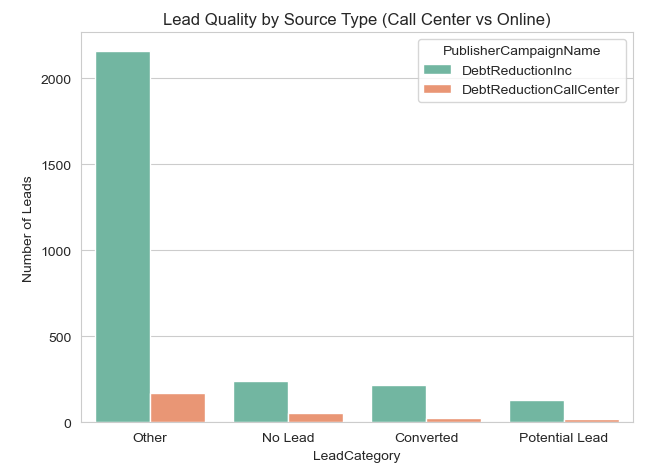 Lead Quality by Source Type (Call Center vs Online)
PublisherCampaignName
DebtReductionInc
DebtReductionCallCenter
Number of Leads
2000
1500
1000
500
0
Other No Lead Converted Potential Lead
LeadCategory